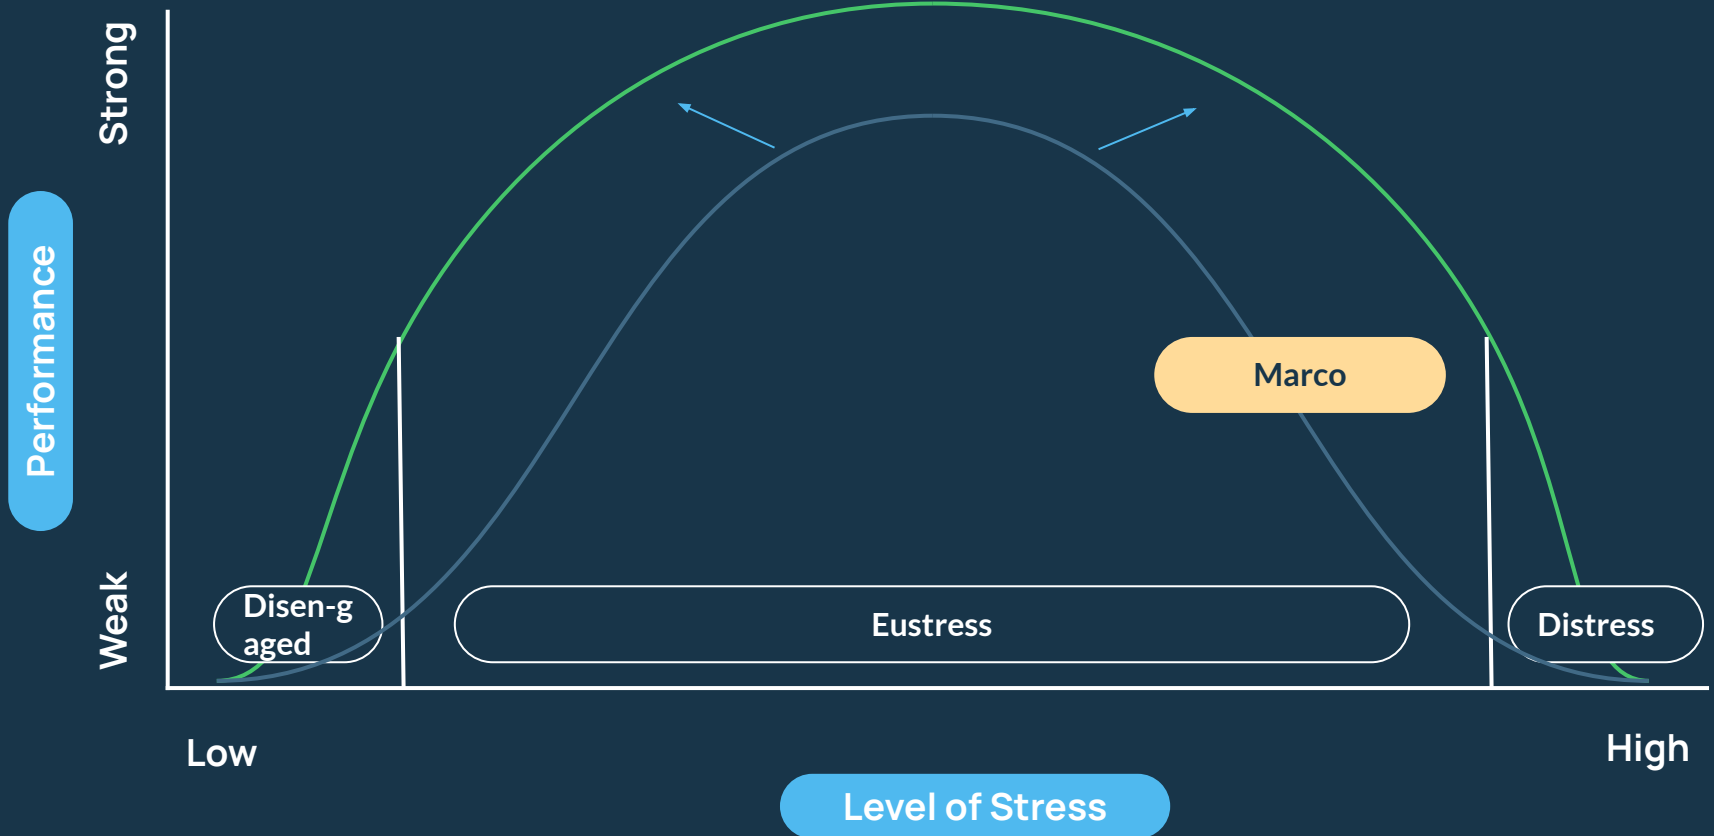 Strong
Performance
Weak
Marco
Disen-g
aged
Eustress
Distress
Low
High
Level of Stress